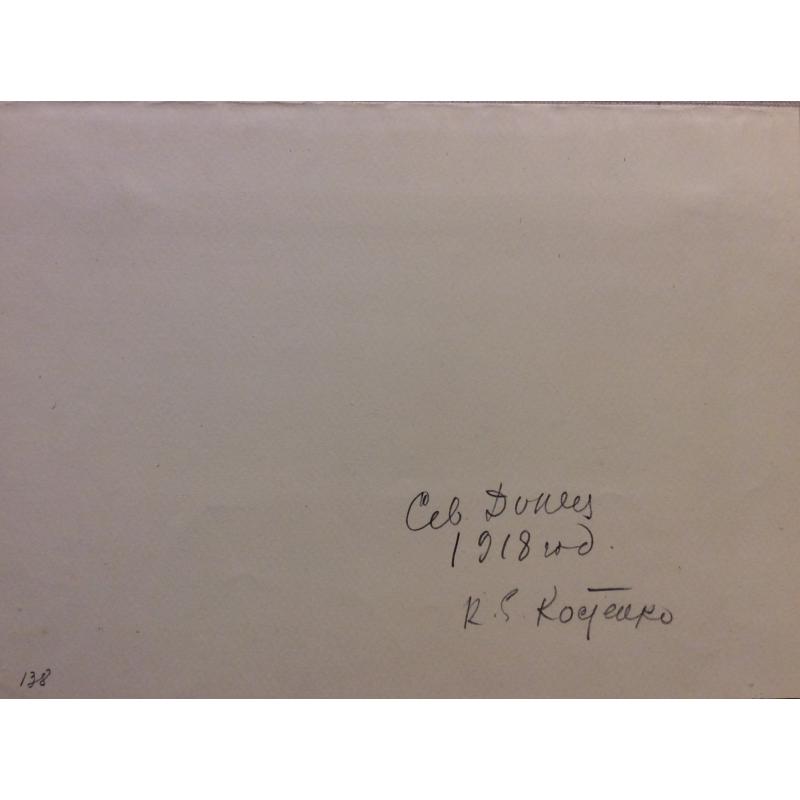 Сев Донец
1918 год.
К. Б. Костенко
138